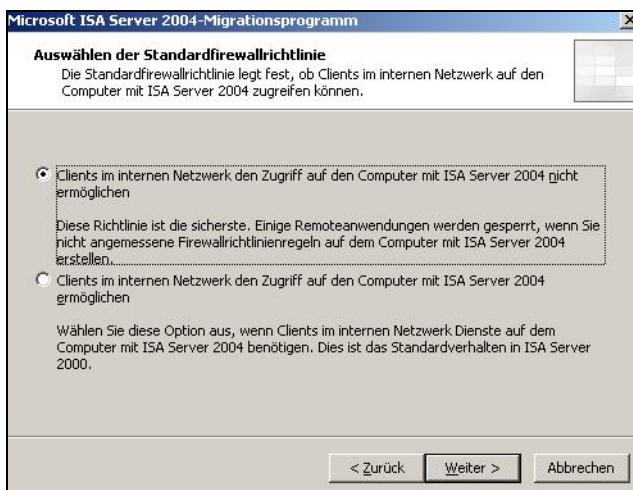 Microsoft ISA Server 2004-Migrationsprogramm
Auswählen der Standardfirewallrichtlinie
Die Standardfirewallrichtlinie legt fest, ob Clients im internen Netzwerk auf den
Computer mit ISA Server 2004 zugreifen können.
Clients im internen Netzwerk den Zugriff auf den Computer mit ISA Server 2004 nicht
ermöglichen
Diese Richtlinie ist die sicherste. Einige Remoteanwendungen werden gesperrt, wenn Sie
nicht angemessene Firewallrichtlinienregeln auf dem Computer mit ISA Server 2004
erstellen.
Clients im internen Netzwerk den Zugriff auf den Computer mit ISA Server 2004
ermöglichen
Wählen Sie diese Option aus, wenn Clients im internen Netzwerk Dienste auf dem
Computer mit ISA Server 2004 benötigen. Dies ist das Standardverhalten in ISA Server
2000.
< Zurück Weiter > Abbrechen